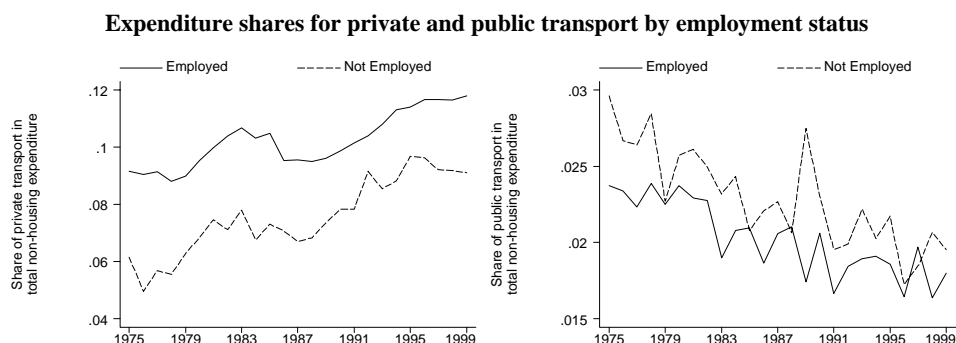 Expenditure shares for private and public transport by employment status
Employed
Not Employed
Share of private transport in
total non-housing expenditure
.12
.1
.08
.06
.04
1975
1979
1983
1987
1991
1995
1999
Employed
Not Employed
Share of public transport in
total non-housing expenditure
.03
.025
.02
.015
1975
1979
1983
1987
1991
1995
1999